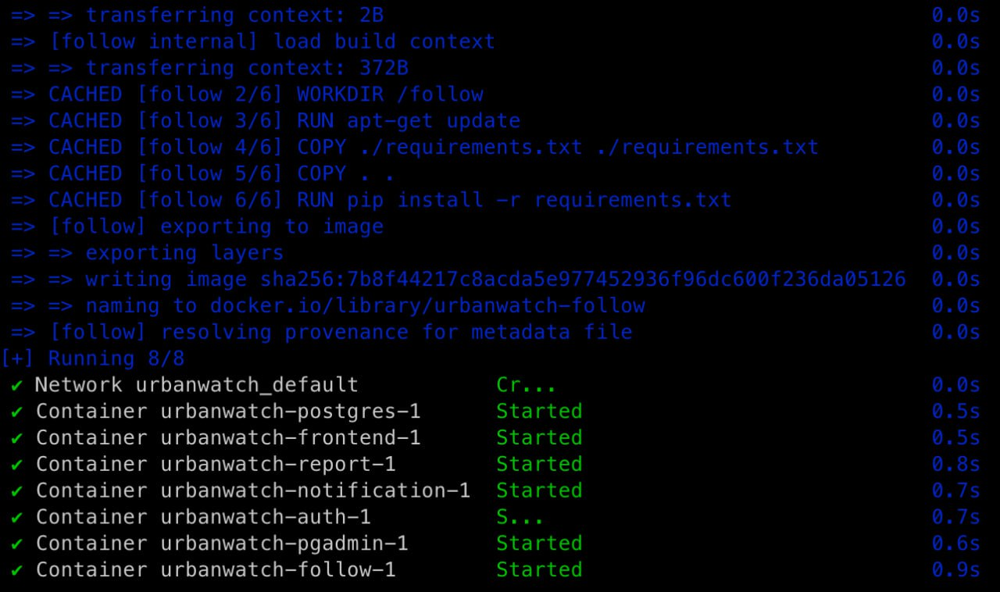 => => transferring context: 2B 0.0s
=> [follow internal] load build context 0.0s
=> => transferring context: 372B 0.0s
=> CACHED [follow 2/6] WORKDIR /follow 0.0s
=> CACHED [follow 3/6] RUN apt-get update 0.0s
=> CACHED [follow 4/6] COPY ./requirements.txt ./requirements.txt 0.0s
=> CACHED [follow 5/6] COPY . . 0.0s
=> CACHED [follow 6/6] RUN pip install -r requirements.txt 0.0s
=> [follow] exporting to image 0.0s
=> => exporting layers 0.0s
=> => writing image sha256:7b8f44217c8acda5e977452936f96dc600f236da05126 0.0s
=> => naming to docker.io/library/urbanwatch-follow 0.0s
=> [follow] resolving provenance for metadata file 0.0s
[+] Running 8/8
✔ Network urbanwatch_default Cr... 0.0s
✔ Container urbanwatch-postgres-1 Started 0.5s
✔ Container urbanwatch-frontend-1 Started 0.5s
✔ Container urbanwatch-report-1 Started 0.8s
✔ Container urbanwatch-notification-1 Started 0.7s
✔ Container urbanwatch-auth-1 S... 0.7s
✔ Container urbanwatch-pgadmin-1 Started 0.6s
✔ Container urbanwatch-follow-1 Started 0.9s